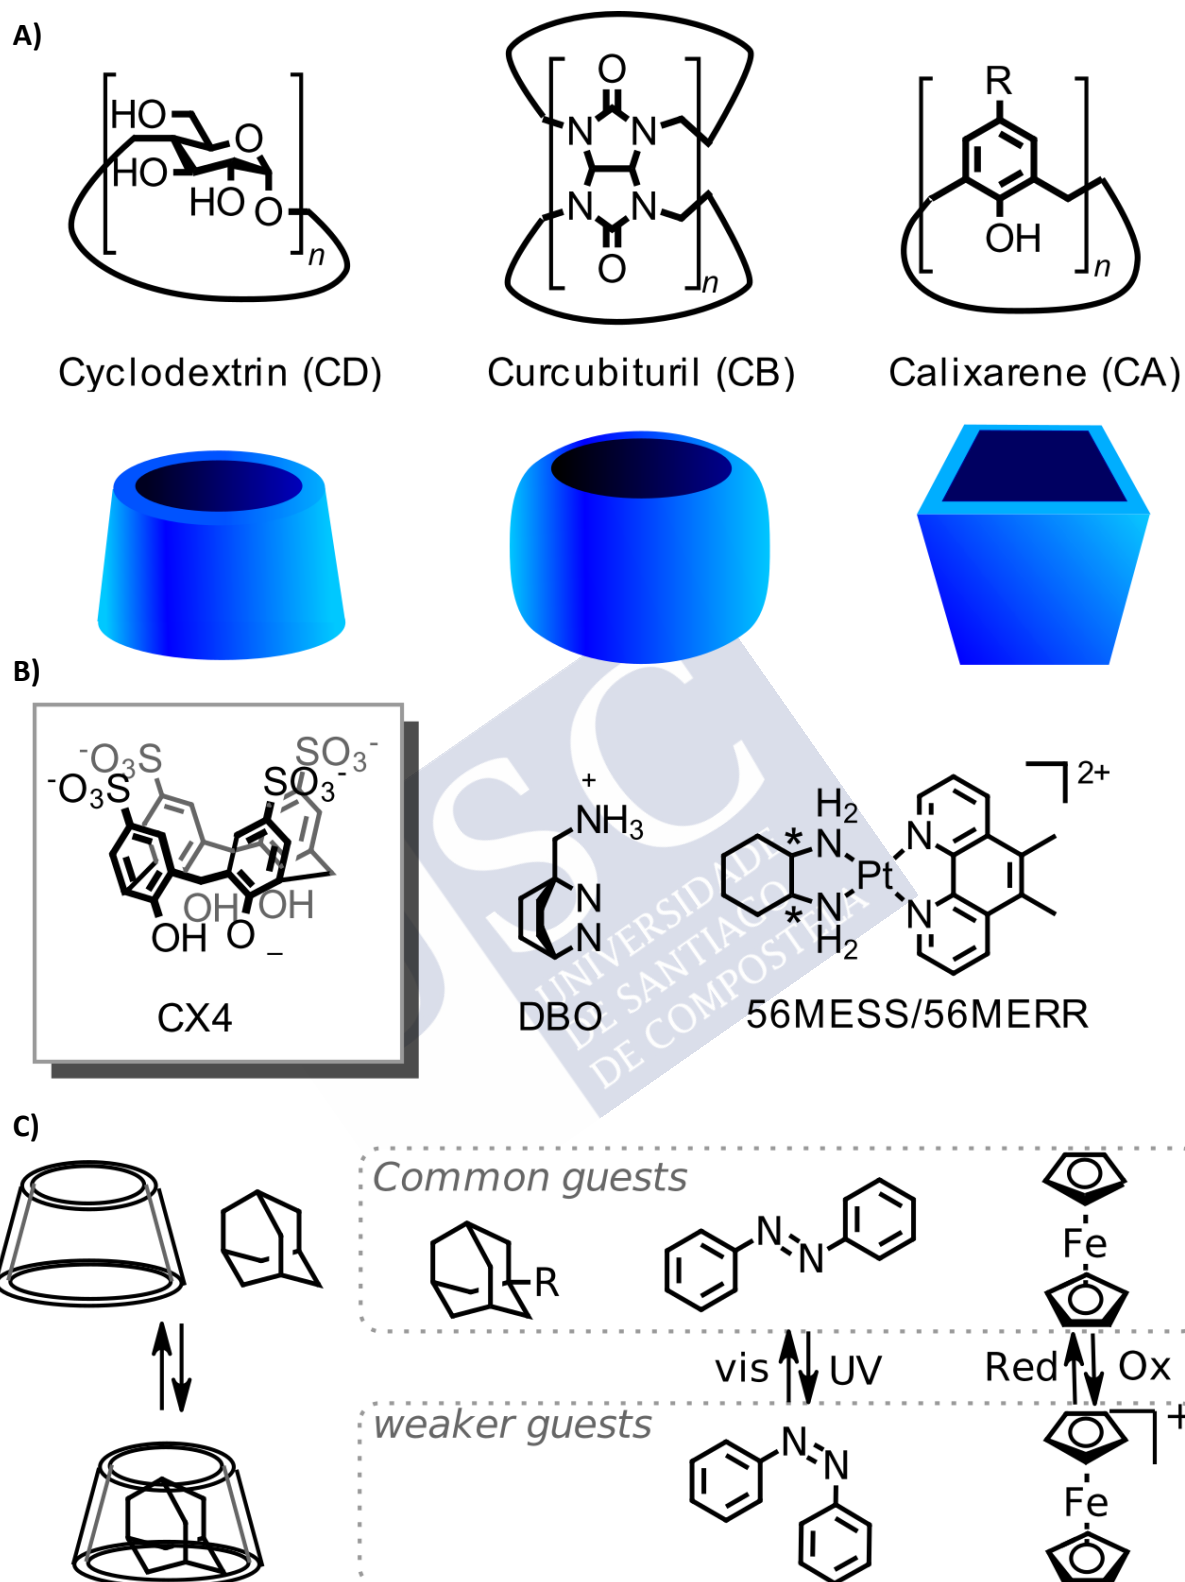 A)
HO
O
HO
HO
O
n
Cyclodextrin (CD)
O
N
N
N
N
O
n
Curcubituril (CB)
R
OH
n
Calixarene (CA)
B)
-O3S
SO3-
-O3S
SO3-
OH
OH
OH
O
–
CX4
+
NH3
N
N
DBO
2+
H2
*
N
N
Pt
*
N
N
H2
56MESS/56MERR
USC
UNIVERSIDADE
DE SANTIAGO
DE COMPOSTELA
C)
Common guests
R
N
N
Fe
vis
UV
Red
Ox
weaker guests
N
N
+
Fe